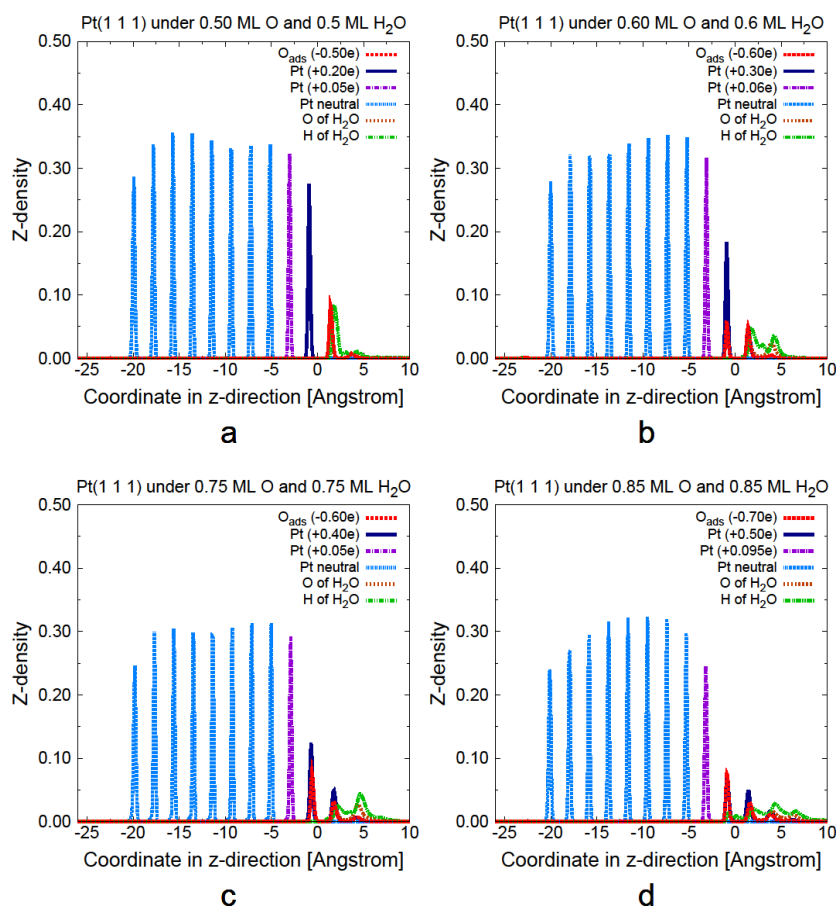 Pt(1 1 1) under 0.50 ML O and 0.5 ML H2O
Z-density
0.50
0.40
0.30
0.20
0.10
0.00
Oads (-0.50e)
Pt (+0.20e)
Pt (+0.05e)
Pt neutral
O of H2O
H of H2O
-25 -20 -15 -10 -5 0 5 10
Coordinate in z-direction [Angstrom]
a
Pt(1 1 1) under 0.60 ML O and 0.6 ML H2O
Z-density
0.50
0.40
0.30
0.20
0.10
0.00
Oads (-0.60e)
Pt (+0.30e)
Pt (+0.06e)
Pt neutral
O of H2O
H of H2O
-25 -20 -15 -10 -5 0 5 10
Coordinate in z-direction [Angstrom]
b
Pt(1 1 1) under 0.75 ML O and 0.75 ML H2O
Z-density
0.50
0.40
0.30
0.20
0.10
0.00
Oads (-0.60e)
Pt (+0.40e)
Pt (+0.05e)
Pt neutral
O of H2O
H of H2O
-25 -20 -15 -10 -5 0 5 10
Coordinate in z-direction [Angstrom]
c
Pt(1 1 1) under 0.85 ML O and 0.85 ML H2O
Z-density
0.50
0.40
0.30
0.20
0.10
0.00
Oads (-0.70e)
Pt (+0.50e)
Pt (+0.095e)
Pt neutral
O of H2O
H of H2O
-25 -20 -15 -10 -5 0 5 10
Coordinate in z-direction [Angstrom]
d